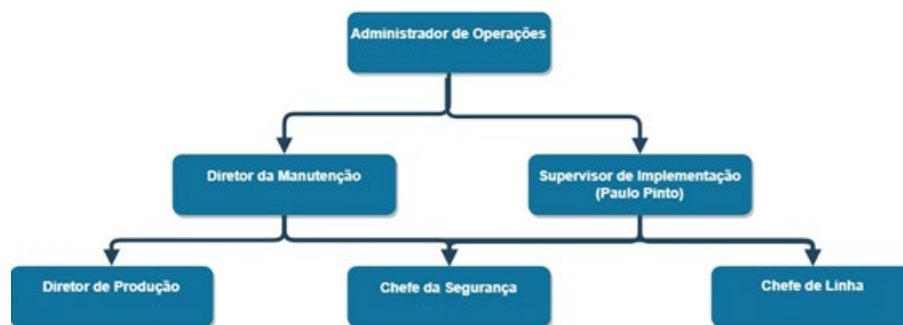 Administrador de Operações
Diretor da Manutenção
Supervisor de Implementação
(Paulo Pinto)
Diretor de Produção
Chefe da Segurança
Chefe de Linha